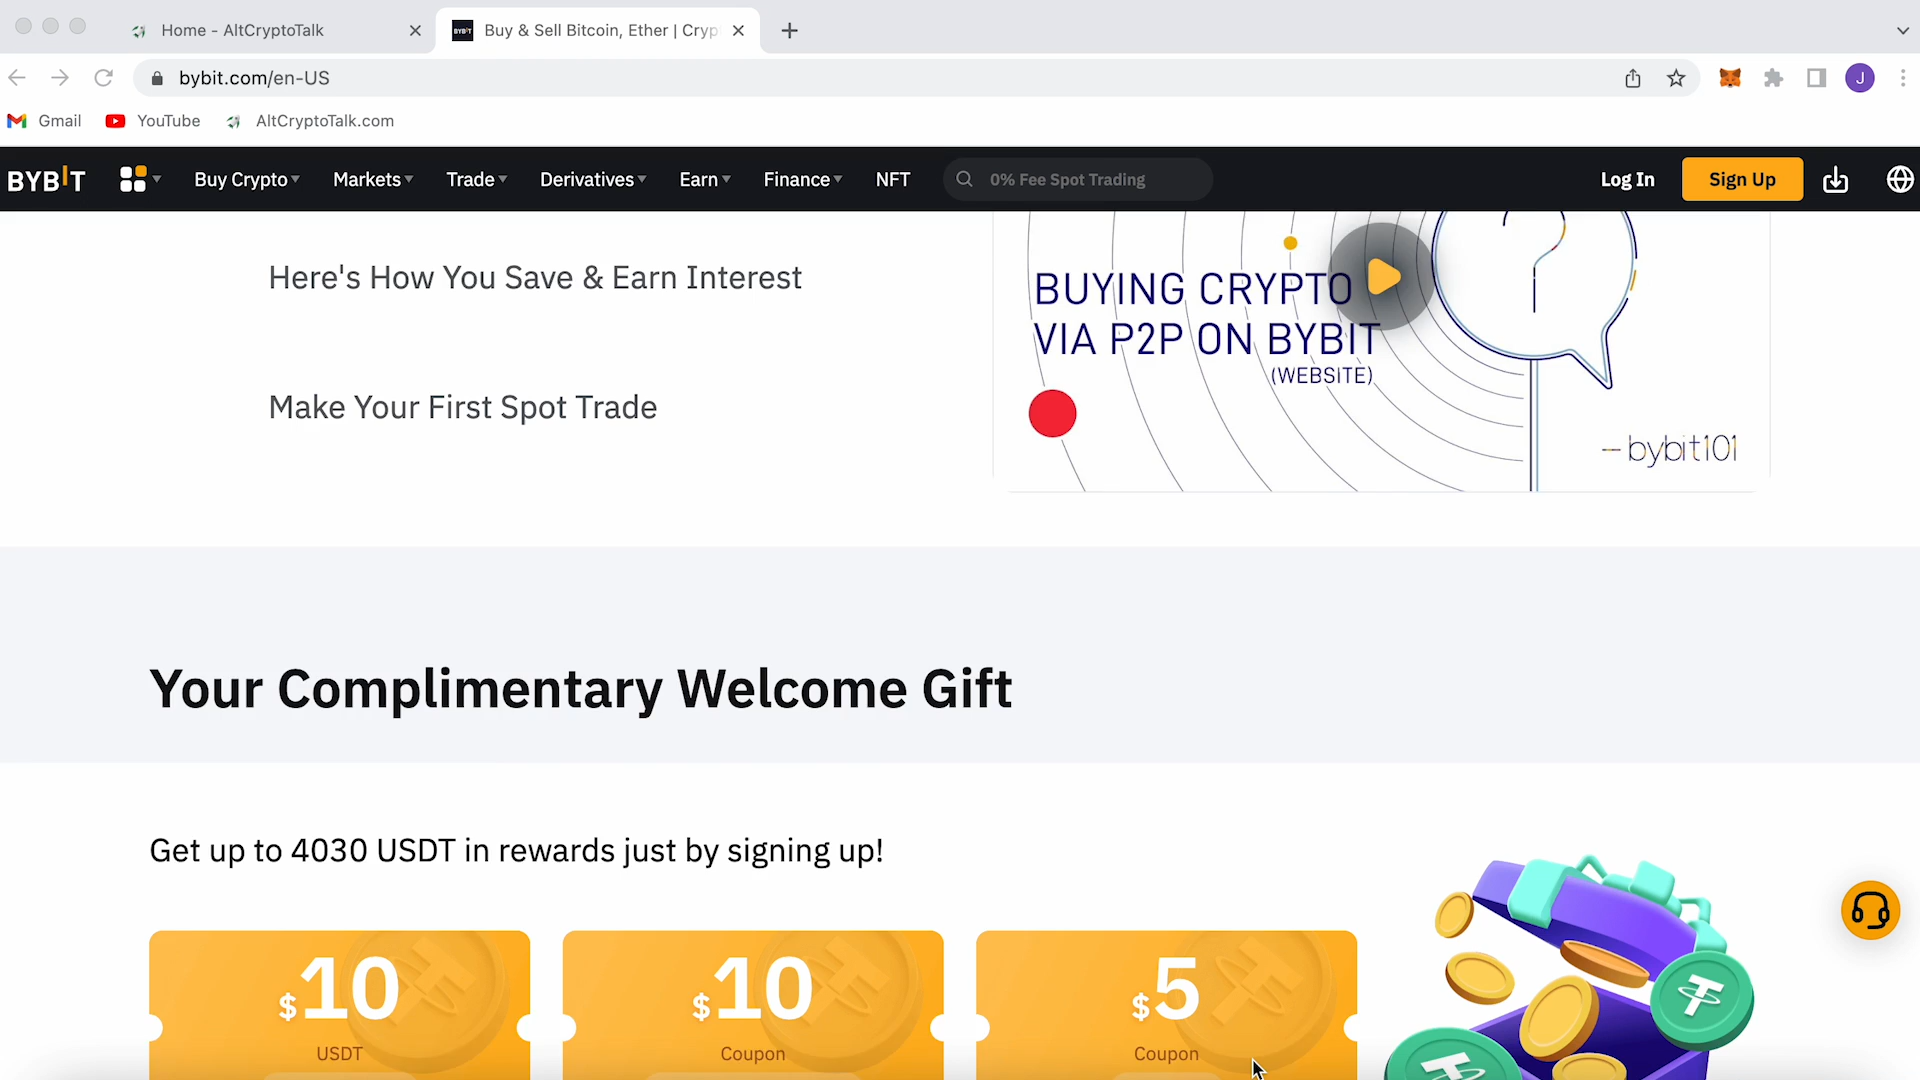 Home - AltCryptoTalk
BYBIT
Buy & Sell Bitcoin, Ether | Cryp
bybit.com/en-US
J
Gmail
YouTube
AltCryptoTalk.com
BYBIT
Buy Crypto
Markets
Trade
Derivatives
Earn
Finance
NFT
0% Fee Spot Trading
Log In
Sign Up
Here's How You Save & Earn Interest
Make Your First Spot Trade
BUYING CRYPTO
VIA P2P ON BYBIT
(WEBSITE)
bybit101
Your Complimentary Welcome Gift
Get up to 4030 USDT in rewards just by signing up!
$10
USDT
$10
Coupon
$5
Coupon